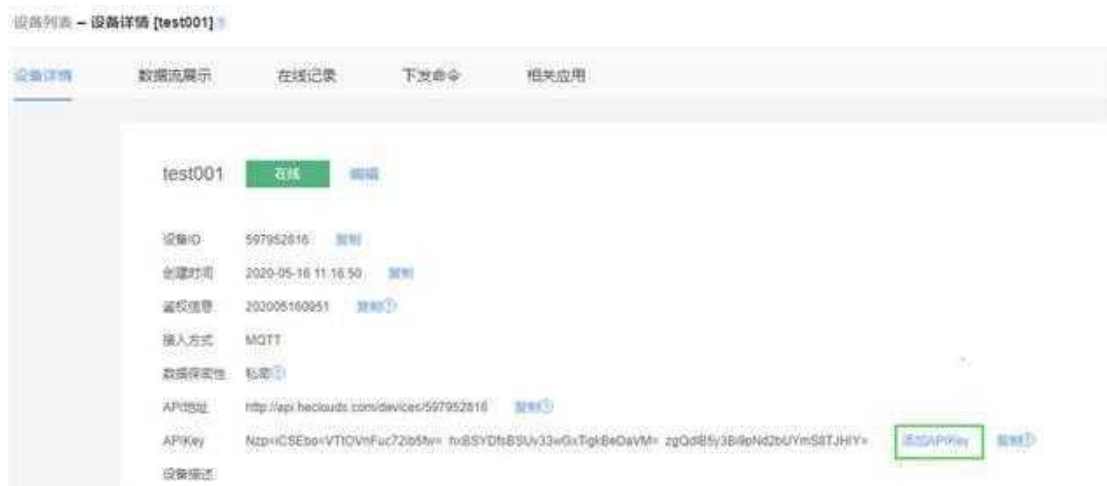 设备列表 – 设备详情 [test001]
设备详情 数据流展示 在线记录 下发命令 相关应用
test001 在线 编辑
设备ID 597952816 复制
创建时间 2020-05-16 11:16:50 复制
鉴权信息 202005160951 复制
接入方式 MQTT
数据保密性 私密
API地址 http://api.heclouds.com/devices/597952816 复制
APIKey 添加APIKey 复制
设备描述